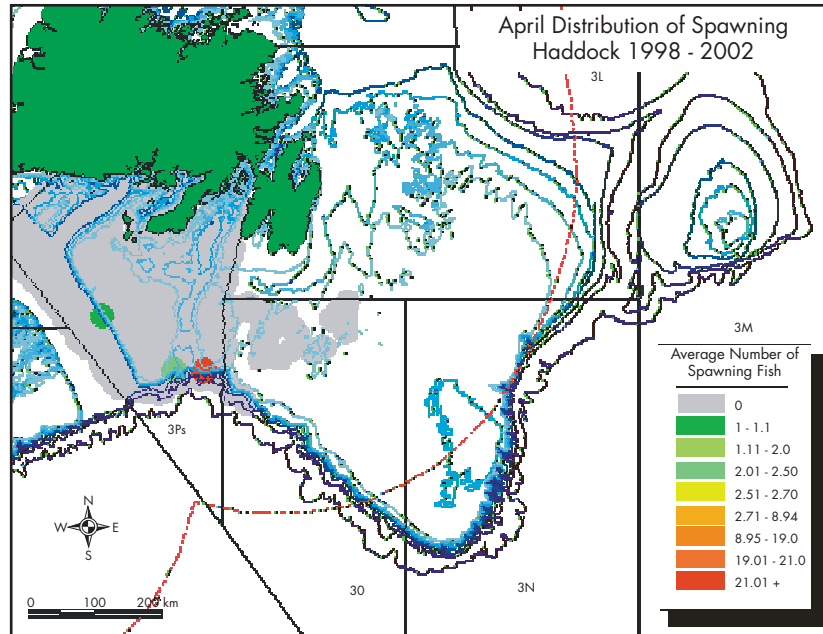 April Distribution of Spawning
Haddock 1998 - 2002
3L
3M
Average Number of
Spawning Fish
0
1 - 1.1
1.11 - 2.0
2.01 - 2.50
2.51 - 2.70
2.71 - 8.94
8.95 - 19.0
19.01 - 21.0
21.01 +
3Ps
N
W E
S
30
3N
0 100 200 km